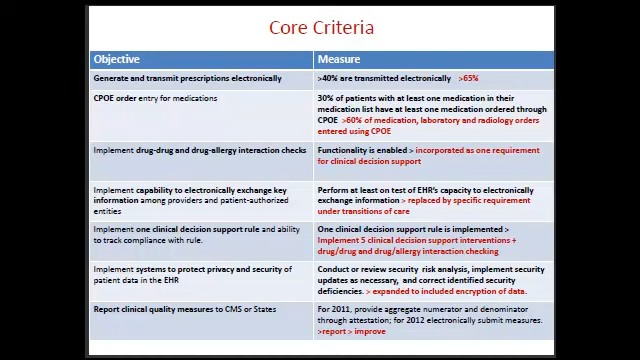 Core Criteria
Objective
Measure
Generate and transmit prescriptions electronically
>40% are transmitted electronically >65%
CPOE order entry for medications
30% of patients with at least one medication in their
medication list have at least one medication ordered through
CPOE >60% of medication, laboratory and radiology orders
entered using CPOE
Implement drug-drug and drug-allergy interaction checks
Functionality is enabled > incorporated as one requirement
for clinical decision support
Implement capability to electronically exchange key
information among providers and patient-authorized
entities
Perform at least on test of EHR's capacity to electronically
exchange information > replaced by specific requirement
under transitions of care
Implement one clinical decision support rule and ability
to track compliance with rule.
One clinical decision support rule is implemented >
Implement 5 clinical decision support interventions +
drug/drug and drug/allergy interaction checking
Implement systems to protect privacy and security of
patient data in the EHR
Conduct or review security risk analysis, implement security
updates as necessary, and correct identified security
deficiencies. > expanded to included encryption of data.
Report clinical quality measures to CMS or States
For 2011, provide aggregate numerator and denominator
through attestation; for 2012 electronically submit measures.
>report > improve